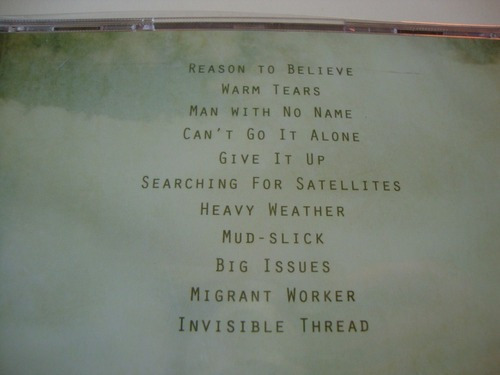 Reason to Believe
Warm Tears
Man with No Name
Can't Go It Alone
Give It Up
Searching For Satellites
Heavy Weather
Mud-slick
Big Issues
Migrant Worker
Invisible Thread